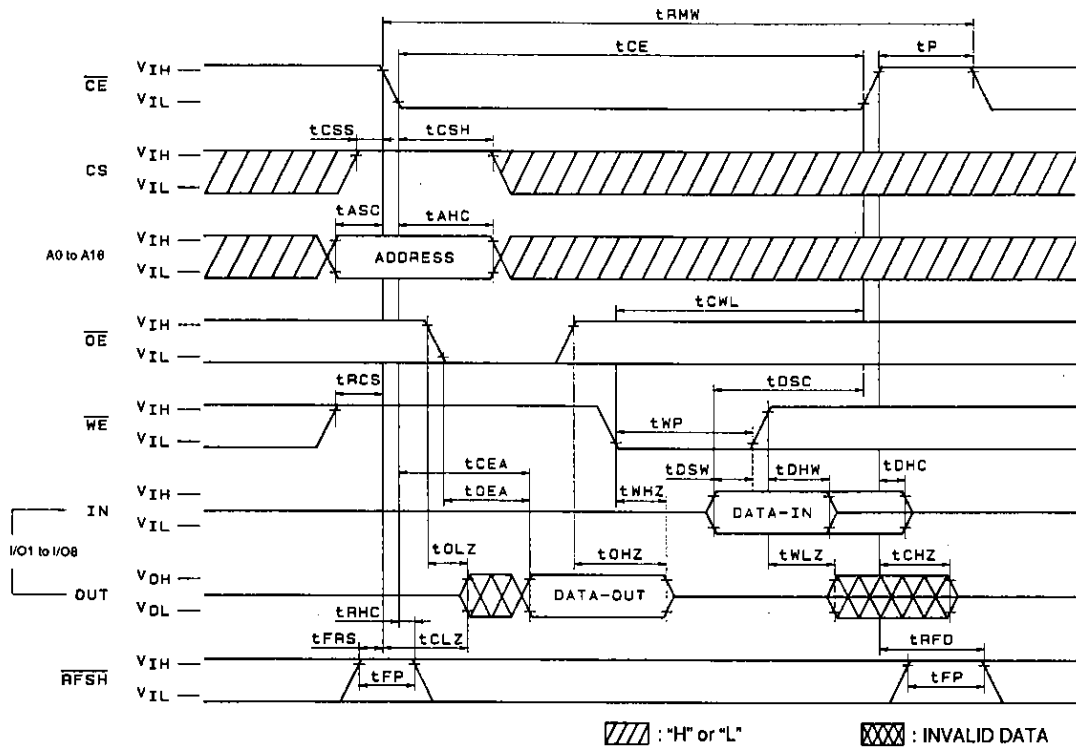 tRMW
tCE tP
CE VIH
VIL
tCSS tCSH
CS VIH
VIL
tASC tAHC
A0 to A18 VIH
VIL
ADDRESS
tCWL
OE VIH
VIL
tRCS tDSC
WE VIH
VIL
tWP
tCEA tDSW tDHW tDHC
tOEA tWHZ
IN VIH
VIL
DATA-IN
I/O1 to I/O8
tOLZ tOHZ tWLZ tCHZ
OUT VOH
VOL
DATA-OUT
tRHC
tFRS tCLZ tRFD
RFSH VIH
VIL
tFP tFP
: "H" or "L" : INVALID DATA